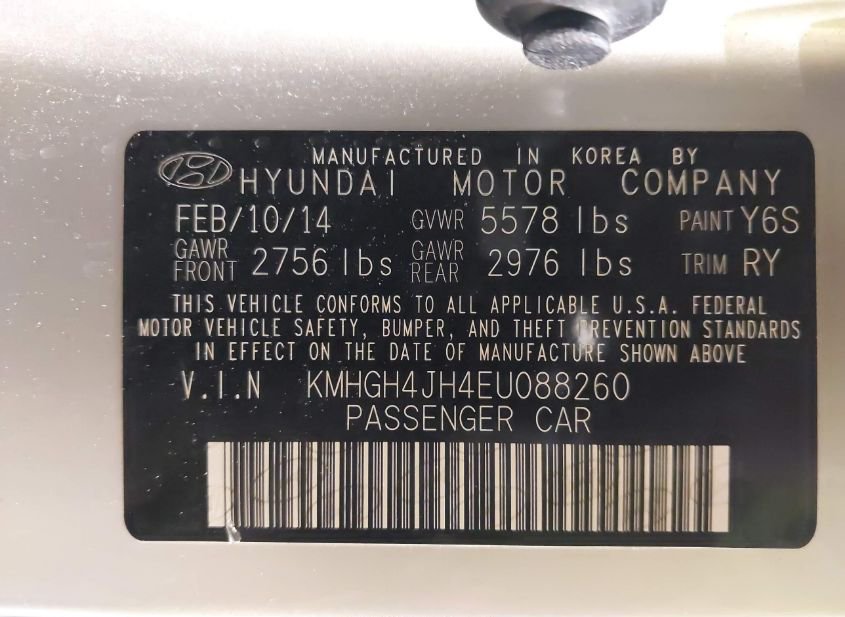 MANUFACTURED IN KOREA BY
HYUNDAI MOTOR COMPANY
FEB/10/14 GVWR 5578 lbs PAINT Y6S
GAWR FRONT 2756 lbs GAWR REAR 2976 lbs TRIM RY
THIS VEHICLE CONFORMS TO ALL APPLICABLE U.S.A. FEDERAL
MOTOR VEHICLE SAFETY, BUMPER, AND THEFT PREVENTION STANDARDS
IN EFFECT ON THE DATE OF MANUFACTURE SHOWN ABOVE
V.I.N KMHGH4JH4EU088260
PASSENGER CAR